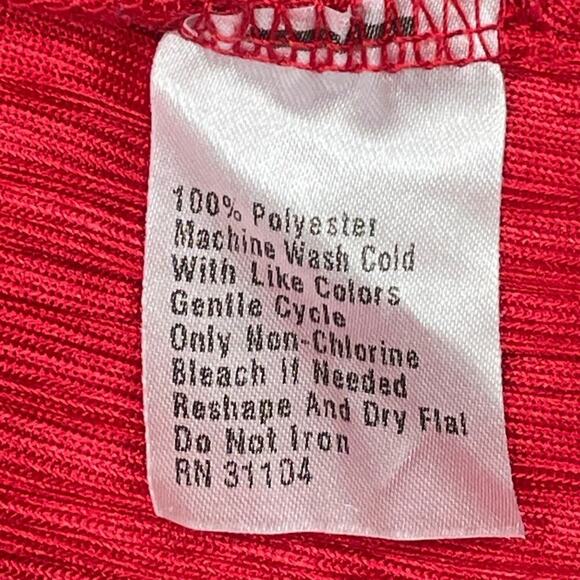 100% Polyester
Machine Wash Cold
With Like Colors
Gentle Cycle
Only Non-Chlorine
Bleach If Needed
Reshape And Dry Flat
Do Not Iron
RN 31104